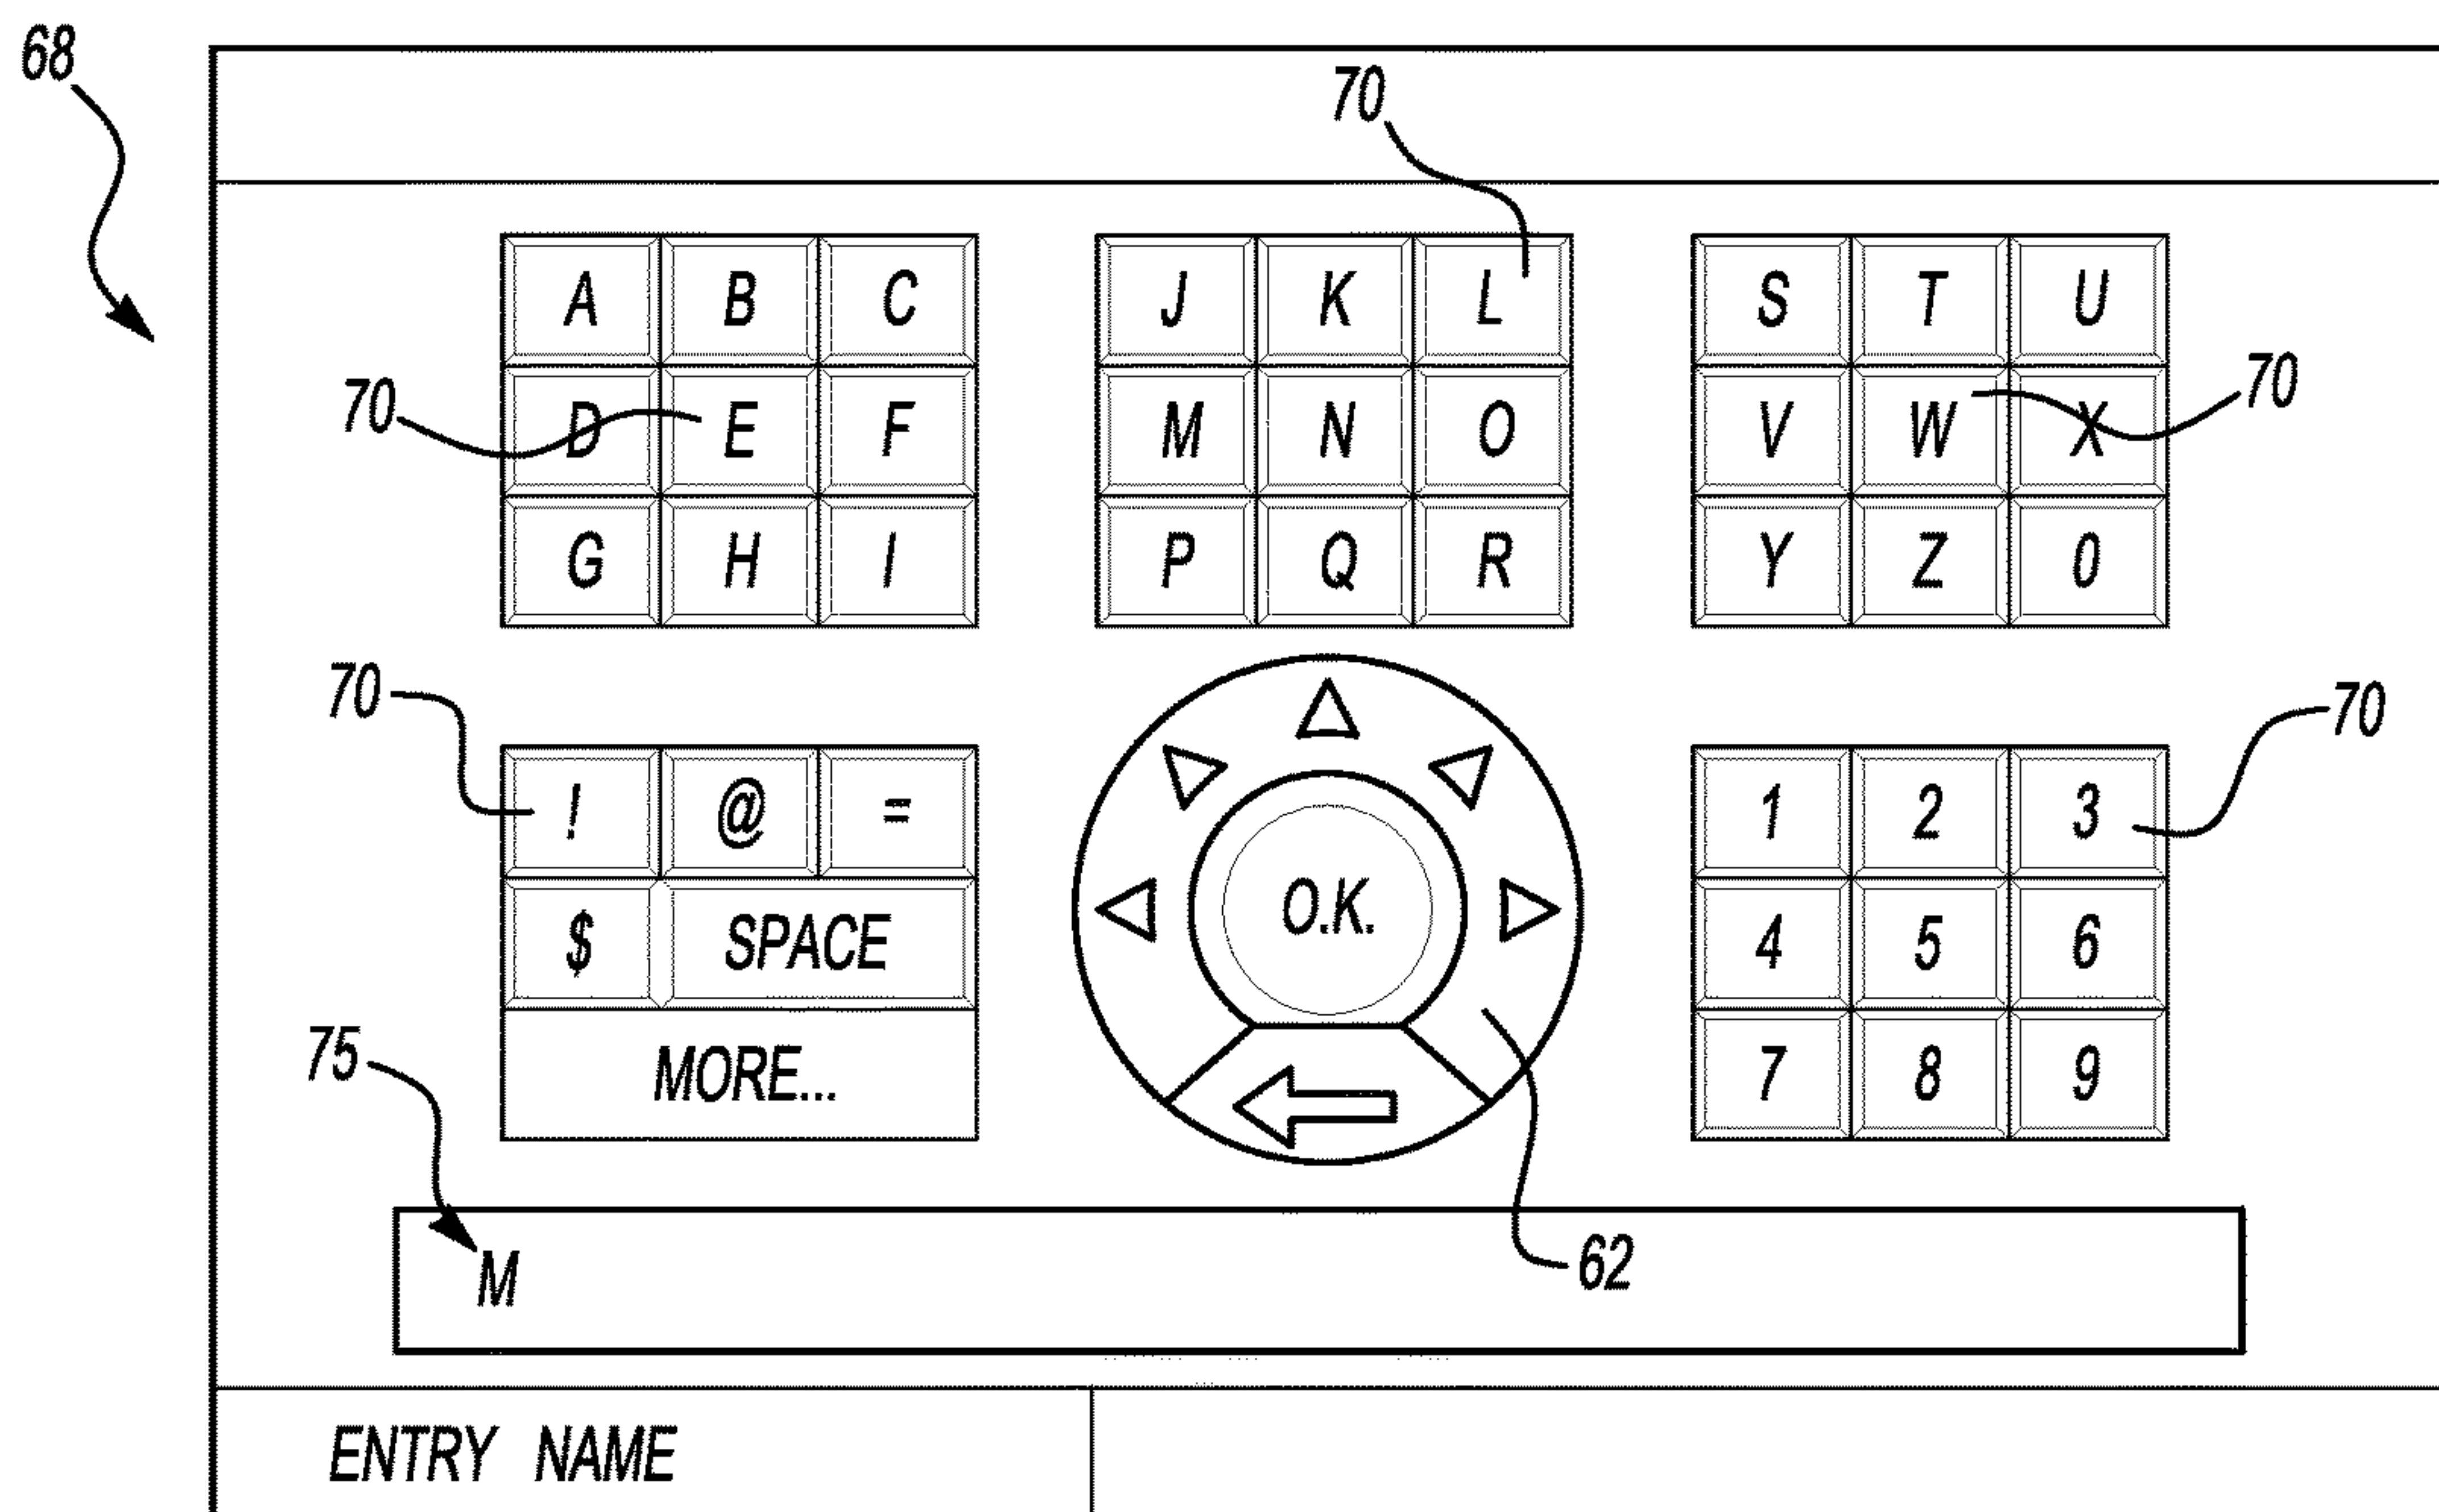 68
70
A B C J K L S T U
70 D E F M N O V W X 70
G H I P Q R Y Z 0
70 70
! @ = 1 2 3
$ SPACE O.K. 4 5 6
75 MORE... 7 8 9
M 62
ENTRY NAME